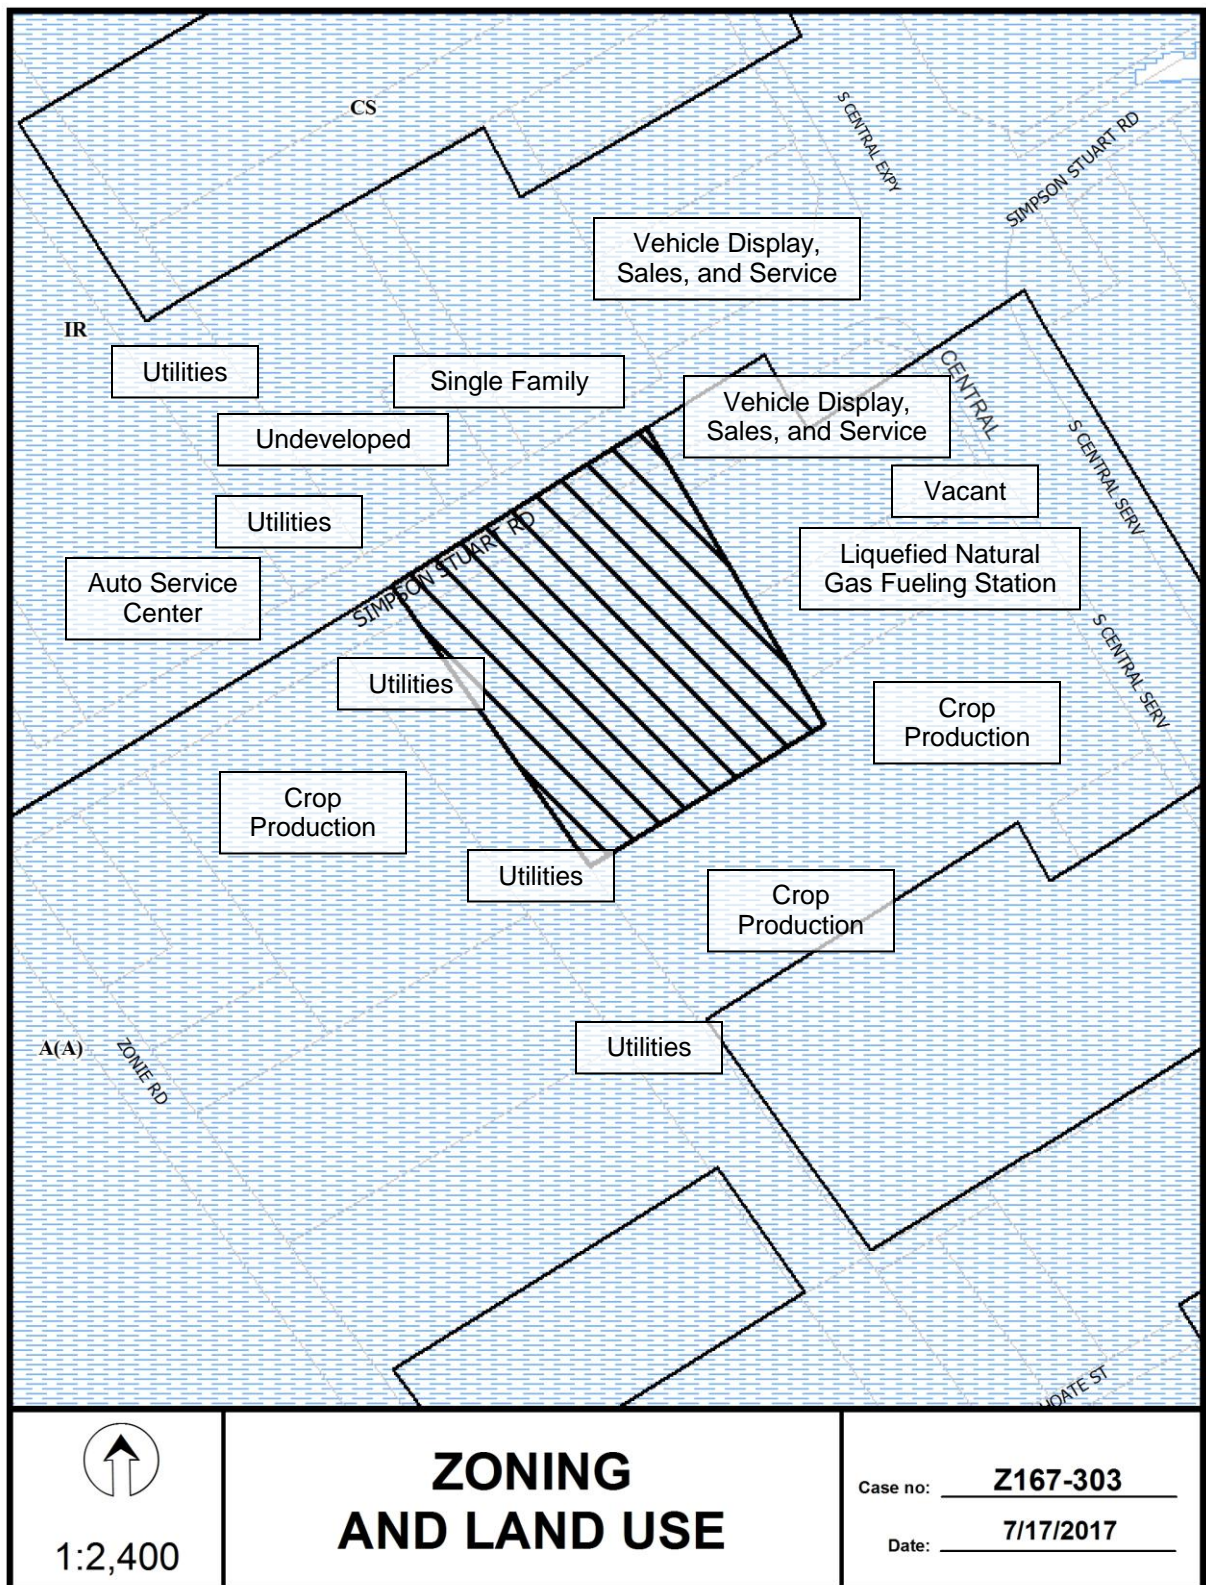 CS
S CENTRAL EXPY
SIMPSON STUART RD
Vehicle Display,
Sales, and Service
IR
Utilities
Single Family
CENTRAL
Vehicle Display,
Sales, and Service
Undeveloped
S CENTRAL SERV
Vacant
Utilities
SIMPSON STUART RD
Liquefied Natural
Gas Fueling Station
Auto Service
Center
S CENTRAL SERV
Utilities
Crop
Production
Crop
Production
Utilities
Crop
Production
A(A)
ZONIE RD
Utilities
HOATE ST
ZONING
AND LAND USE
1:2,400
Case no: Z167-303
Date: 7/17/2017